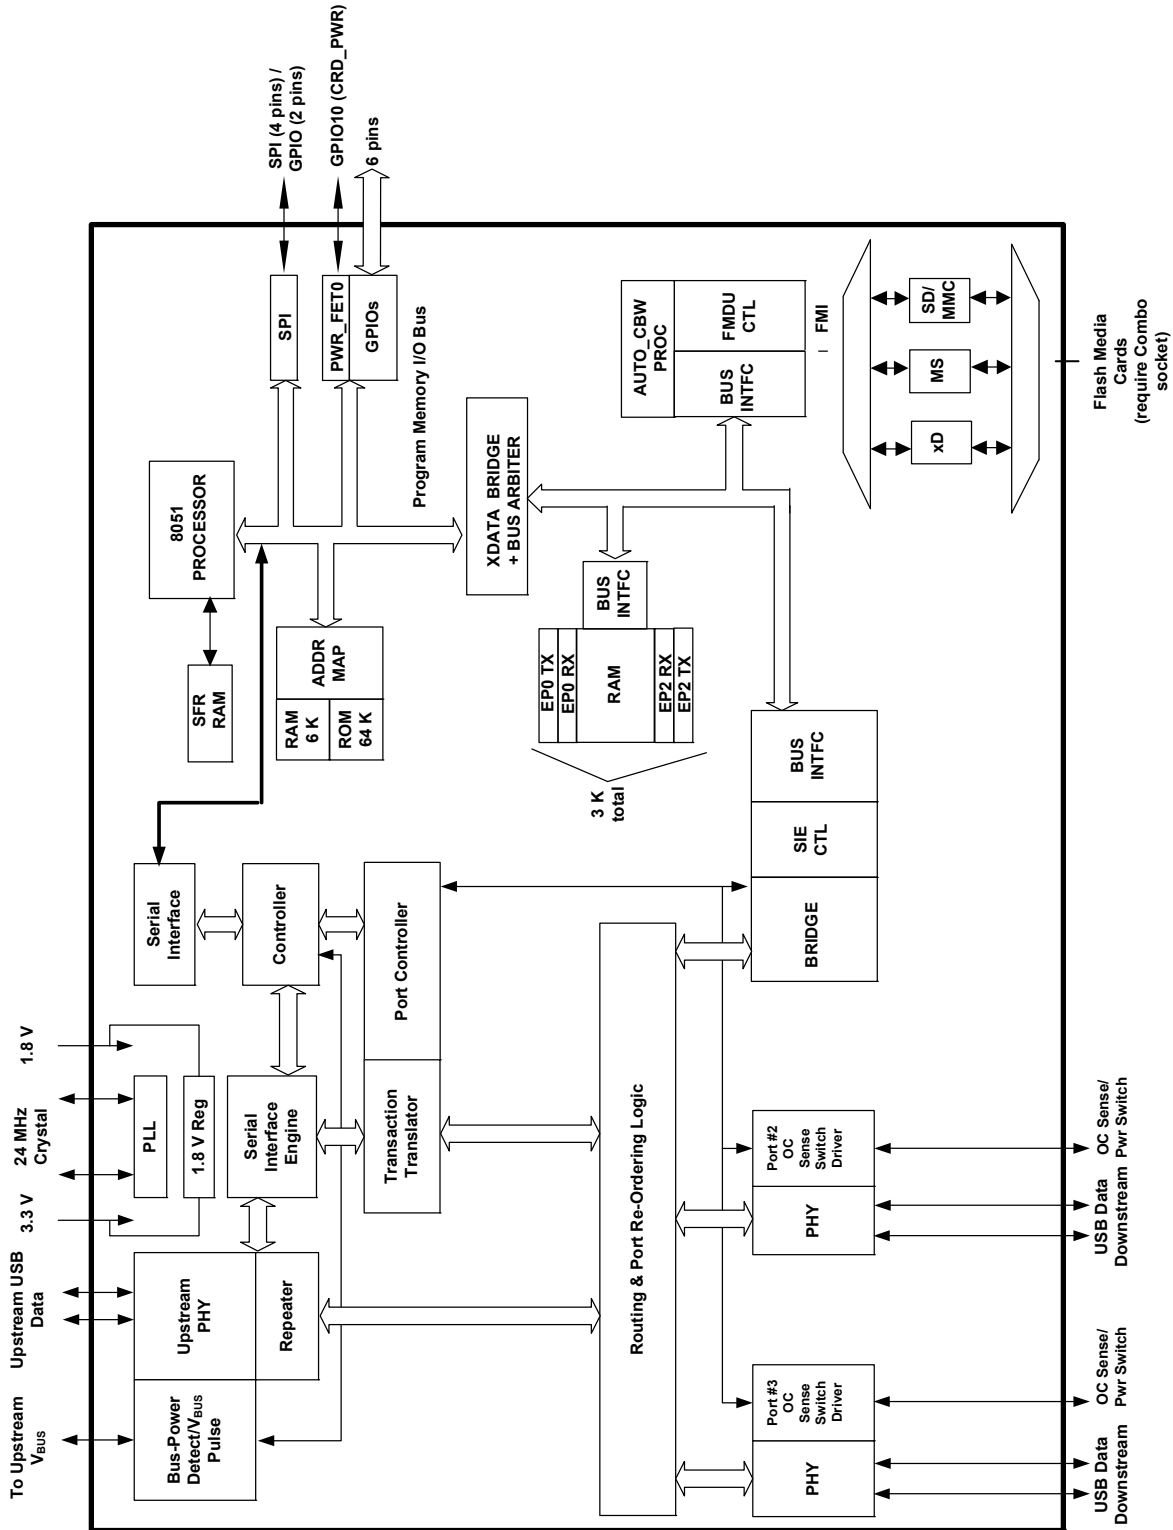 To Upstream
VBUS
Upstream USB
Data
3.3 V
24 MHz
Crystal
1.8 V
Bus-Power
Detect/VBUS
Pulse
Upstream
PHY
Repeater
PLL
1.8 V Reg
Serial
Interface
Engine
Serial
Interface
Controller
Transaction
Translator
Port Controller
SFR
RAM
8051
PROCESSOR
RAM
6 K
ROM
64 K
ADDR
MAP
SPI
PWR_FET0
GPIOs
SPI (4 pins) /
GPIO (2 pins)
GPIO10 (CRD_PWR)
6 pins
Program Memory I/O Bus
XDATA BRIDGE
+ BUS ARBITER
3 K
total
EP0 TX
EP0 RX
RAM
EP2 RX
EP2 TX
BUS
INTFC
AUTO_CBW
PROC
BUS
INTFC
FMDU
CTL
FMI
Routing & Port Re-Ordering Logic
BRIDGE
SIE
CTL
BUS
INTFC
xD
MS
SD/
MMC
PHY
Port #3
OC
Sense
Switch
Driver
PHY
Port #2
OC
Sense
Switch
Driver
USB Data
Downstream
OC Sense/
Pwr Switch
USB Data
Downstream
OC Sense/
Pwr Switch
Flash Media
Cards
(require Combo
socket)